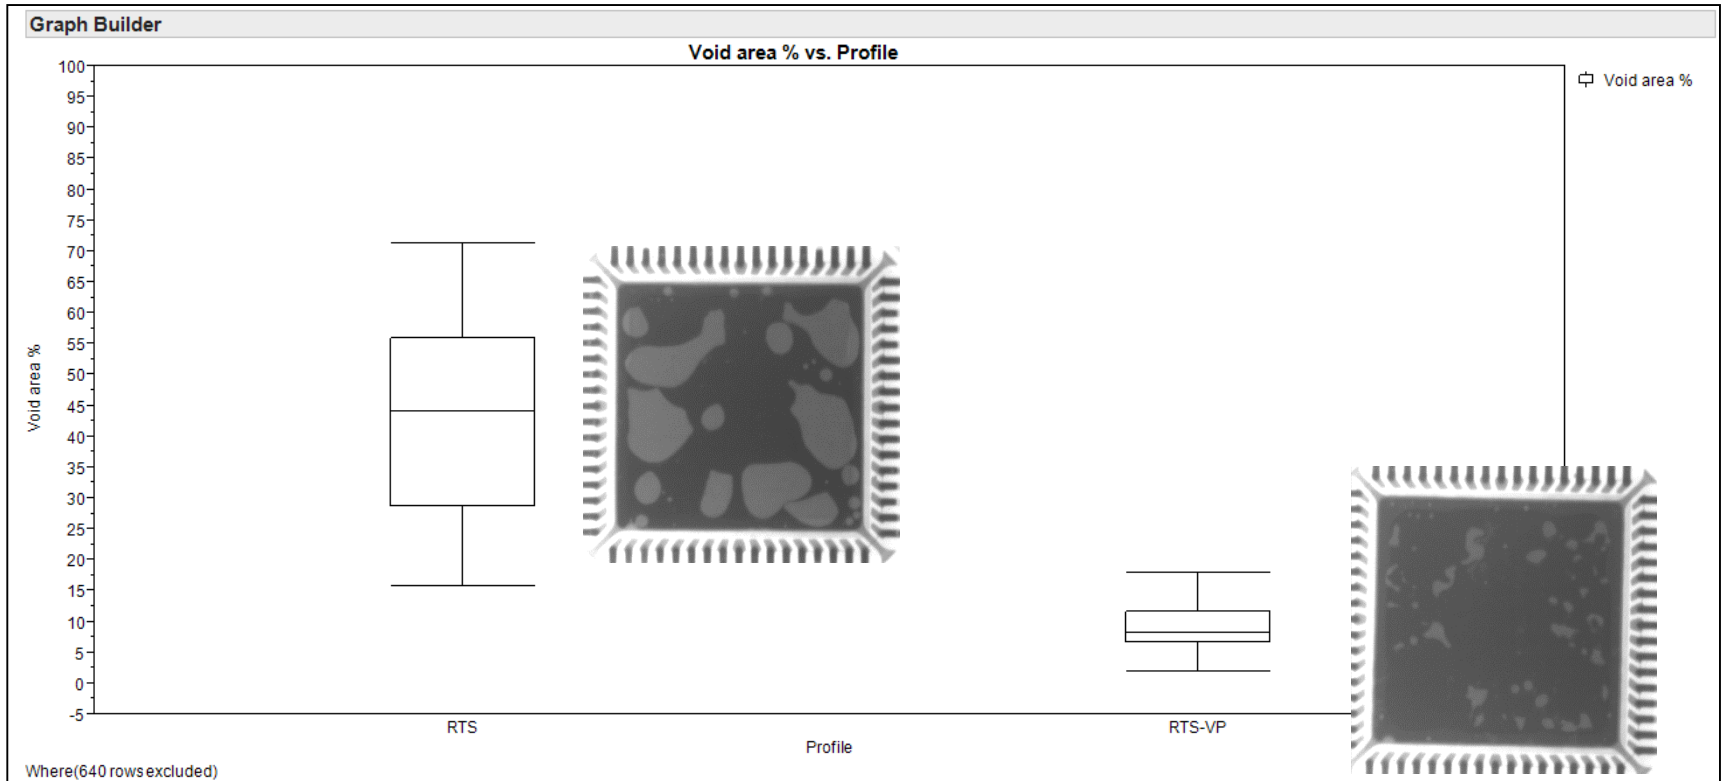 Graph Builder
Void area % vs. Profile
Void area %
100
95
90
85
80
75
70
65
60
55
50
45
40
35
30
25
20
15
10
5
0
-5
Void area %
RTS
RTS-VP
Profile
Where(640 rows excluded)